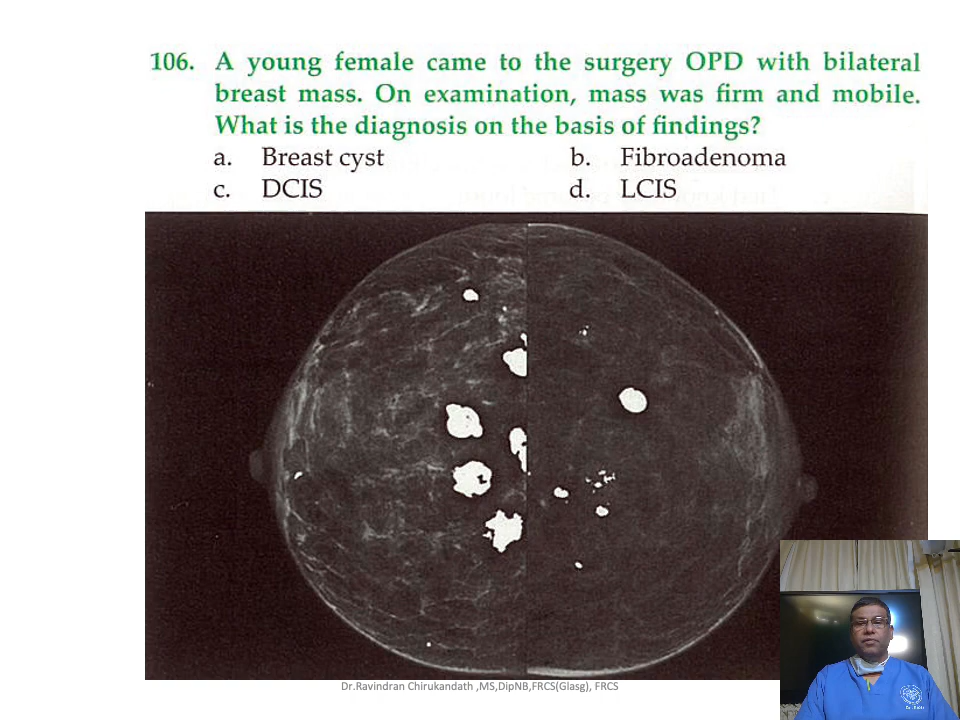 106. A young female came to the surgery OPD with bilateral
breast mass. On examination, mass was firm and mobile.
What is the diagnosis on the basis of findings?
a. Breast cyst b. Fibroadenoma
c. DCIS d. LCIS
Dr.Ravindran Chirukandath ,MS,DipNB,FRCS(Glasg), FRCS